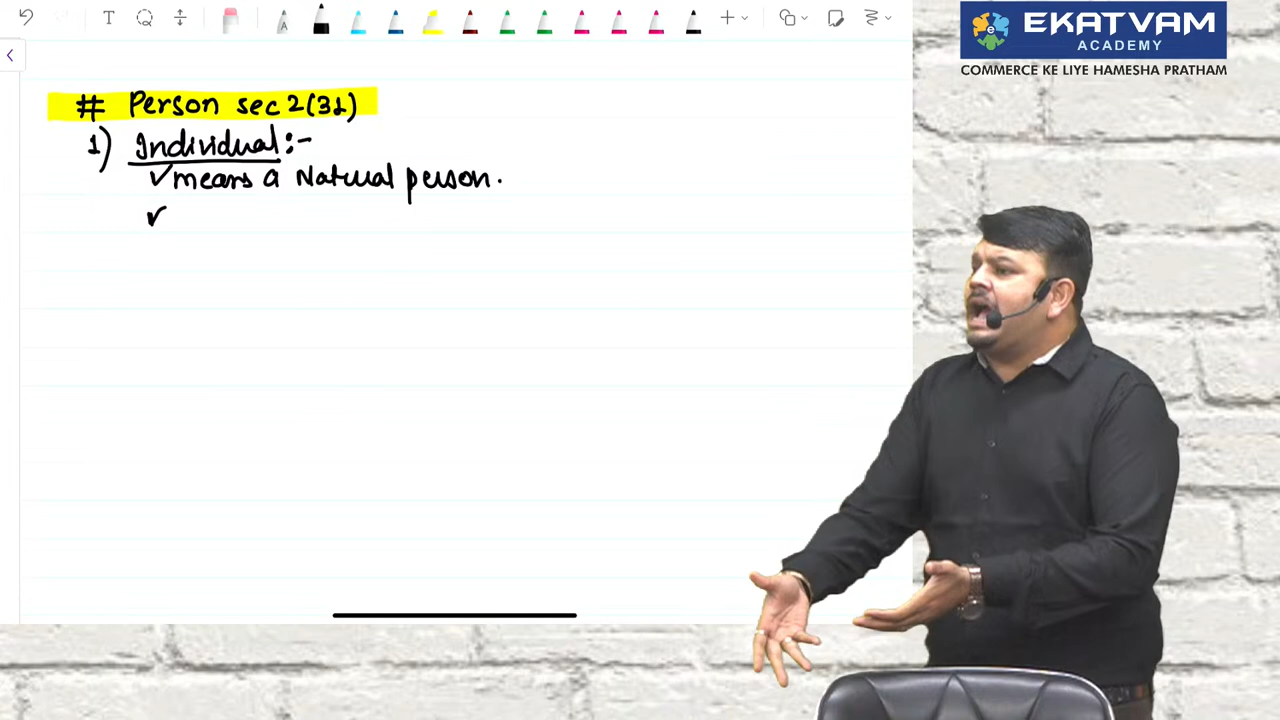 EKATVAM
ACADEMY
COMMERCE KE LIYE HAMESHA PRATHAM
# Person sec 2(31)
1) Individual :-
✓means a Natural person.
✓